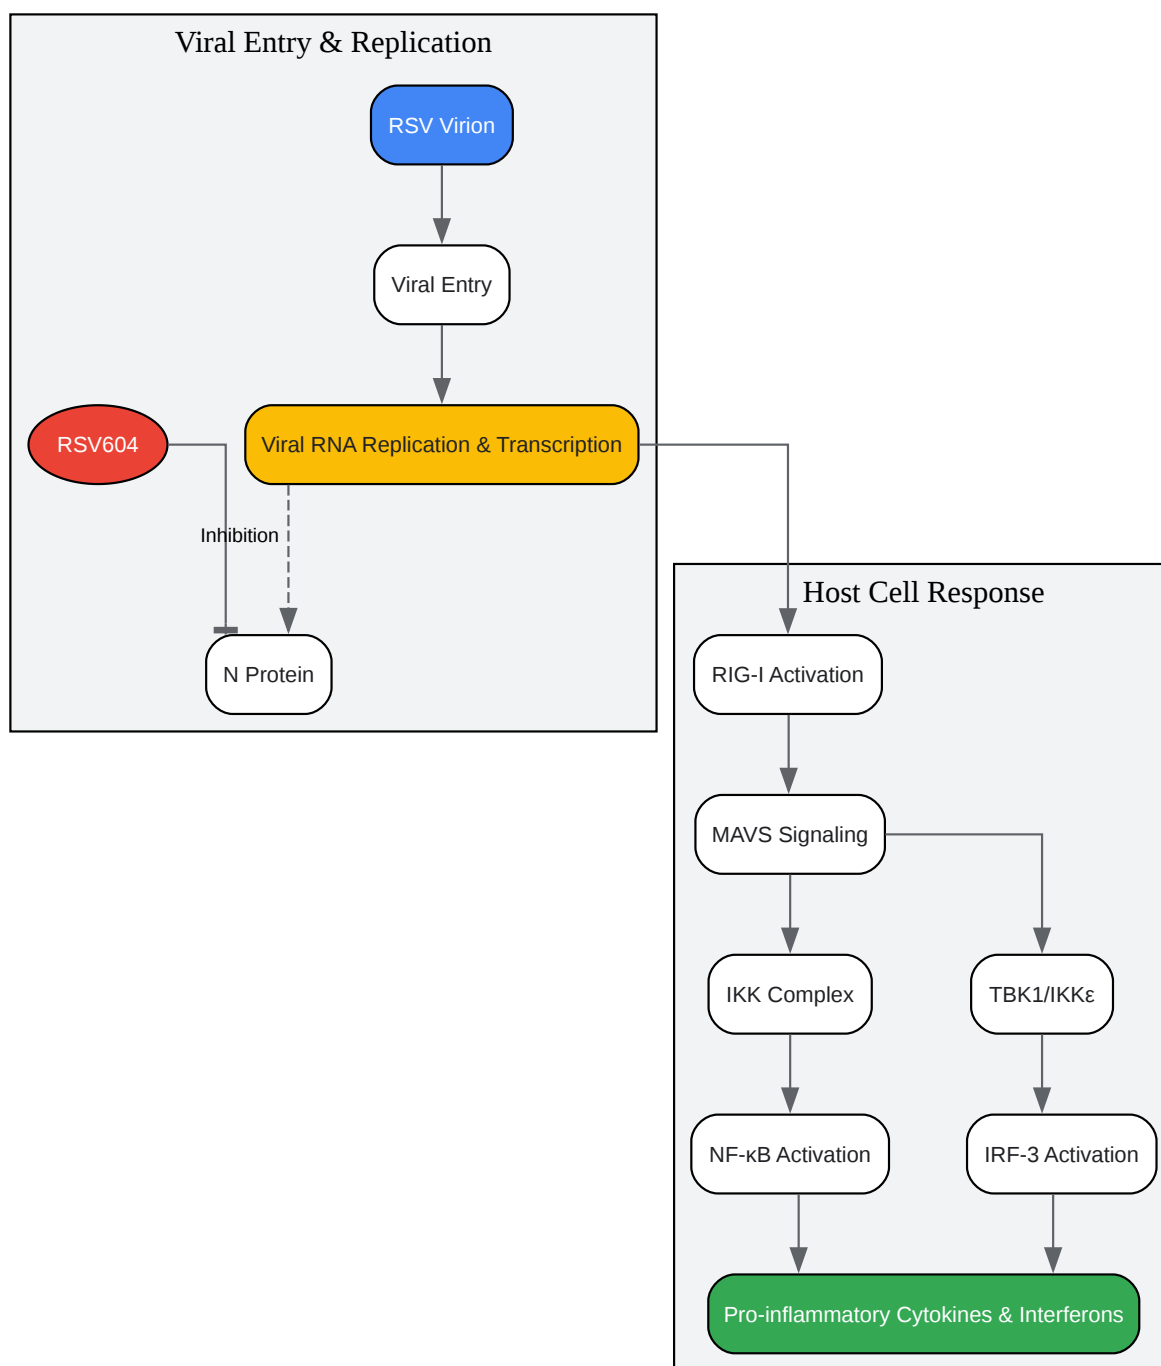 Viral Entry & Replication
RSV Virion
Viral Entry
RSV604
Viral RNA Replication & Transcription
Inhibition
N Protein
Host Cell Response
RIG-I Activation
MAVS Signaling
IKK Complex
TBK1/IKKε
NF-κB Activation
IRF-3 Activation
Pro-inflammatory Cytokines & Interferons